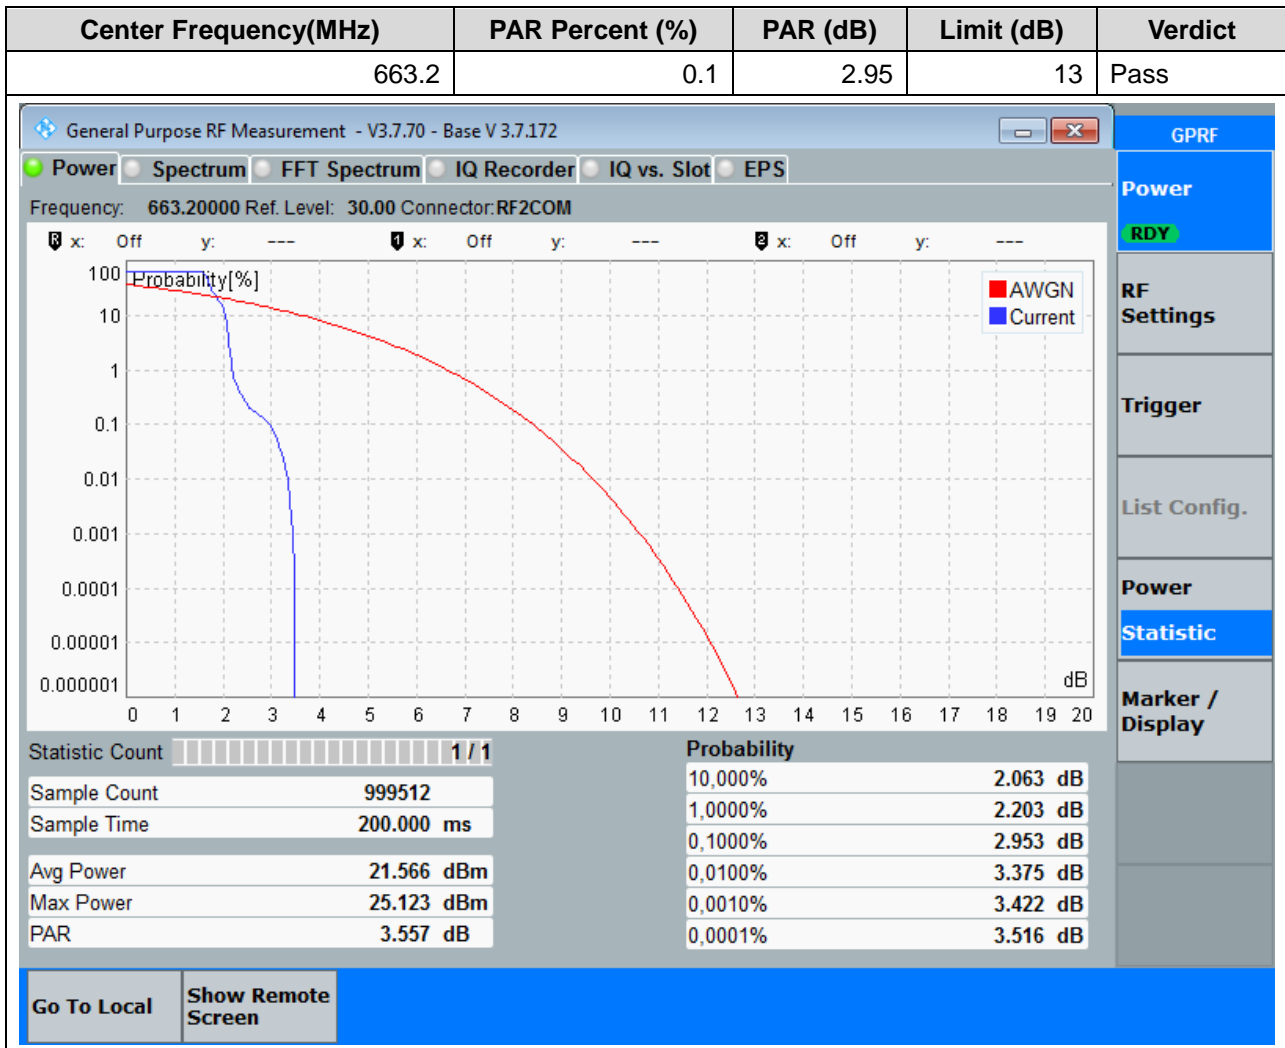 Center Frequency(MHz) PAR Percent (%) PAR (dB) Limit (dB) Verdict
663.2 0.1 2.95 13 Pass
General Purpose RF Measurement - V3.7.70 - Base V 3.7.172
GPRF
Power Spectrum FFT Spectrum IQ Recorder IQ vs. Slot EPS
Power
RDY
Frequency: 663.20000 Ref. Level: 30.00 Connector:RF2COM
R x: Off y: --- 1 x: Off y: --- 2 x: Off y: ---
Probability[%]
AWGN
Current
100
10
1
0.1
0.01
0.001
0.0001
0.00001
0.000001
dB
0 1 2 3 4 5 6 7 8 9 10 11 12 13 14 15 16 17 18 19 20
RF
Settings
Trigger
List Config.
Power
Statistic
Marker /
Display
Statistic Count 1 / 1
Sample Count 999512
Sample Time 200.000 ms
Avg Power 21.566 dBm
Max Power 25.123 dBm
PAR 3.557 dB
Probability
10,000% 2.063 dB
1,0000% 2.203 dB
0,1000% 2.953 dB
0,0100% 3.375 dB
0,0010% 3.422 dB
0,0001% 3.516 dB
Go To Local
Show Remote
Screen